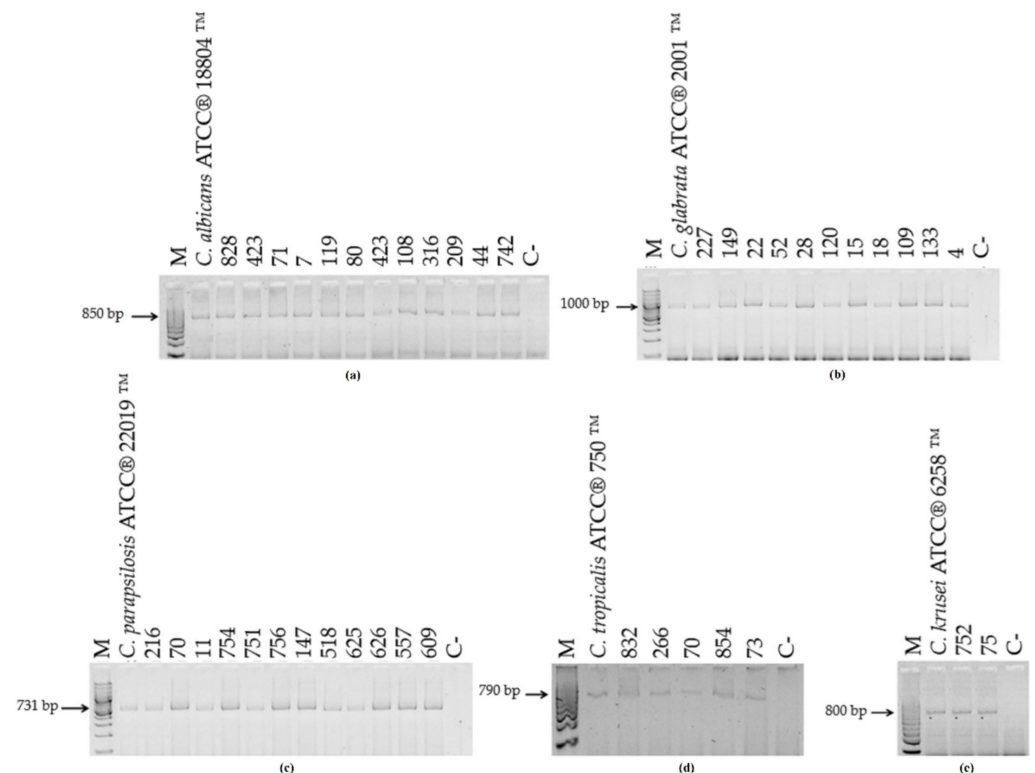 M
C. albicans ATCC® 18804 ™
828
423
71
7
119
80
423
108
316
209
44
742
C-
850 bp
(a)
M
C. glabrata ATCC® 2001 ™
227
149
22
52
28
120
15
18
109
133
4
C-
1000 bp
(b)
M
C. parapsilosis ATCC® 22019 ™
216
70
11
754
751
756
147
518
625
626
557
609
C-
731 bp
(c)
M
C. tropicalis ATCC® 750 ™
832
266
70
854
73
C-
790 bp
(d)
M
C. krusei ATCC® 6258 ™
752
75
C-
800 bp
(e)